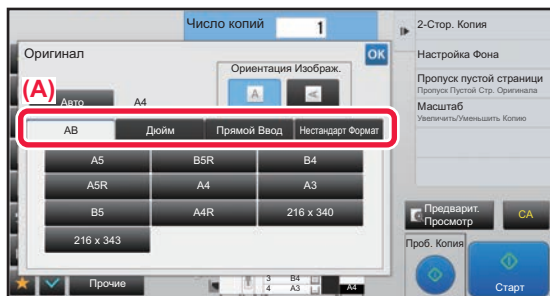 Число копий
1
Оригинал
OK
Ориентация Изображ.
(A)
Авто
A4
A
AB
Дюйм
Прямой Ввод
Нестандарт Формат
A5
B5R
B4
A5R
A4
A3
B5
A4R
216 x 340
216 x 343
Прочие
3 B4
4 A3
A4
2-Стор. Копия
Настройка Фона
Пропуск пустой страници
Пропуск Пустой Стр. Оригинала
Масштаб
Увеличить/Уменьшить Копию
Предварит.
Просмотр
CA
Проб. Копия
Старт